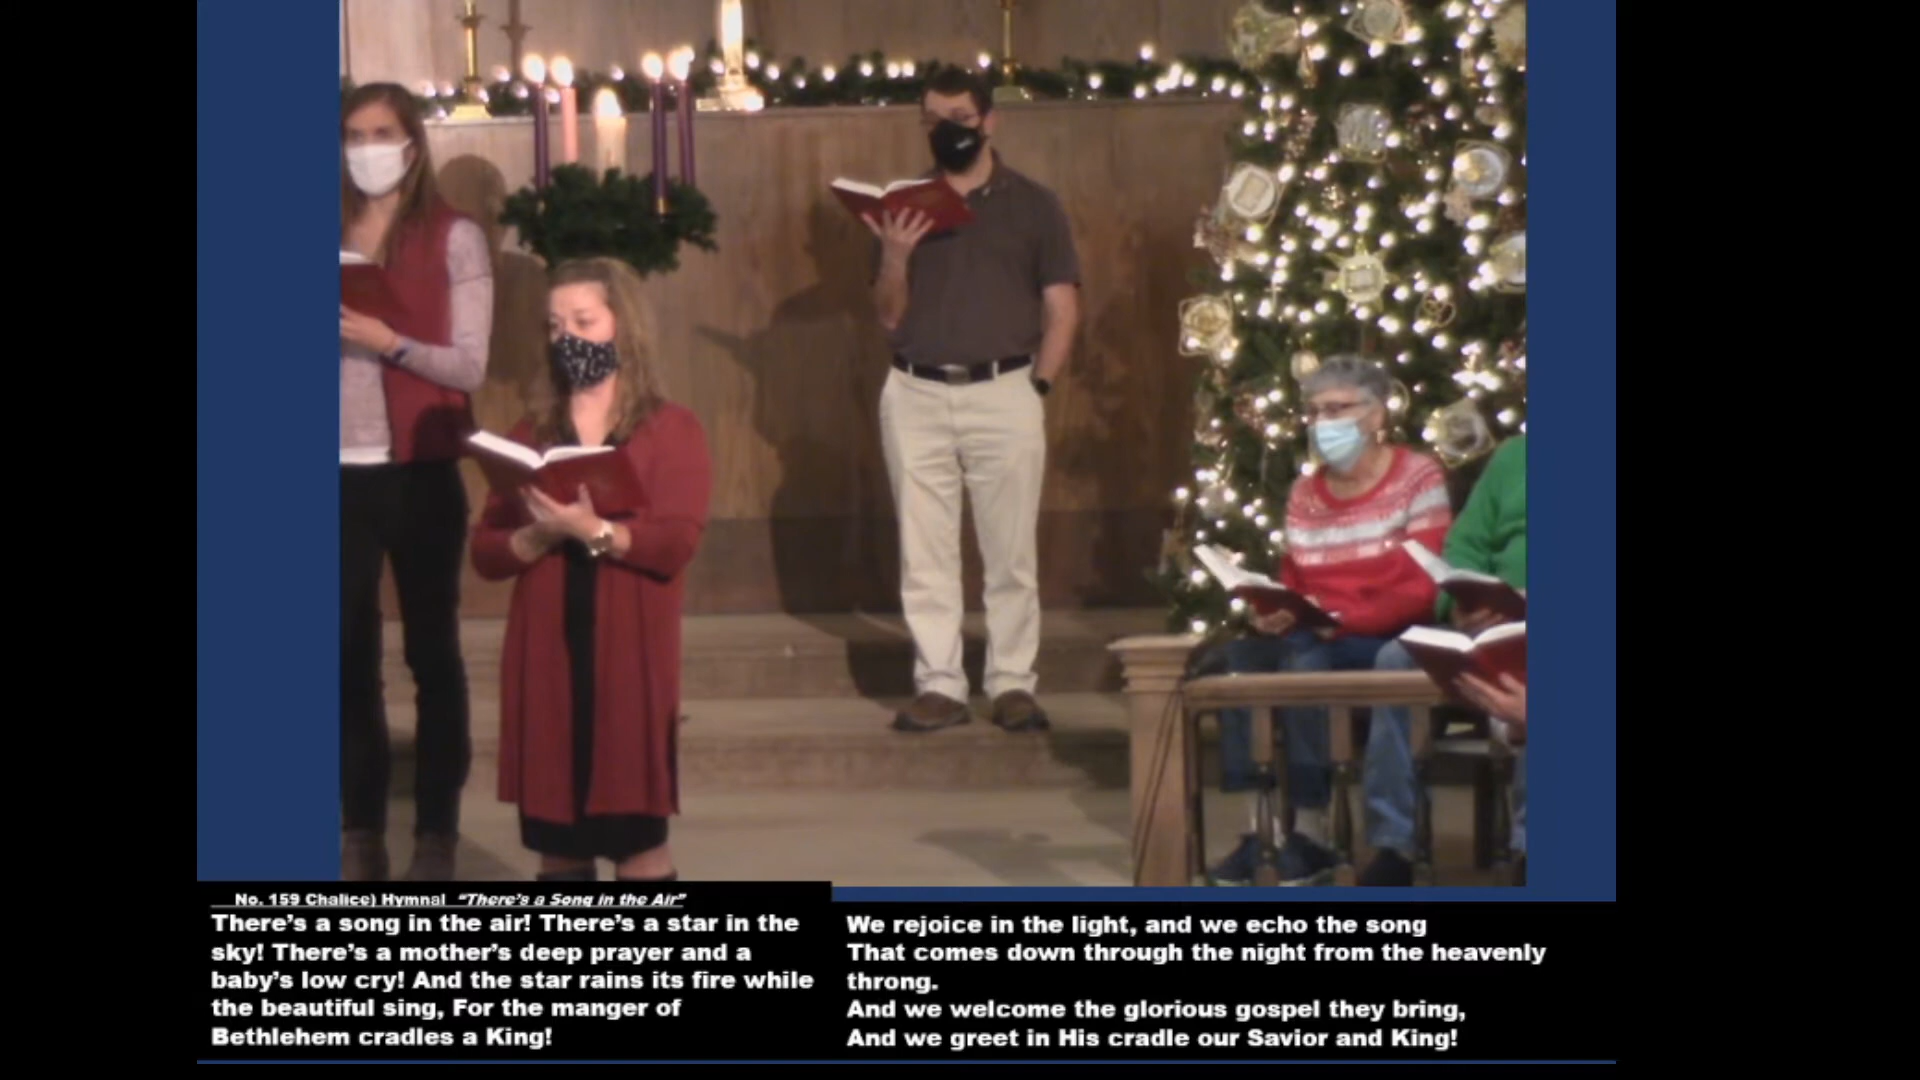 No. 159 Chalice) Hymnal "There's a Song in the Air"
There's a song in the air! There's a star in the
sky! There's a mother's deep prayer and a
baby's low cry! And the star rains its fire while
the beautiful sing, For the manger of
Bethlehem cradles a King!
We rejoice in the light, and we echo the song
That comes down through the night from the heavenly
throng.
And we welcome the glorious gospel they bring,
And we greet in His cradle our Savior and King!